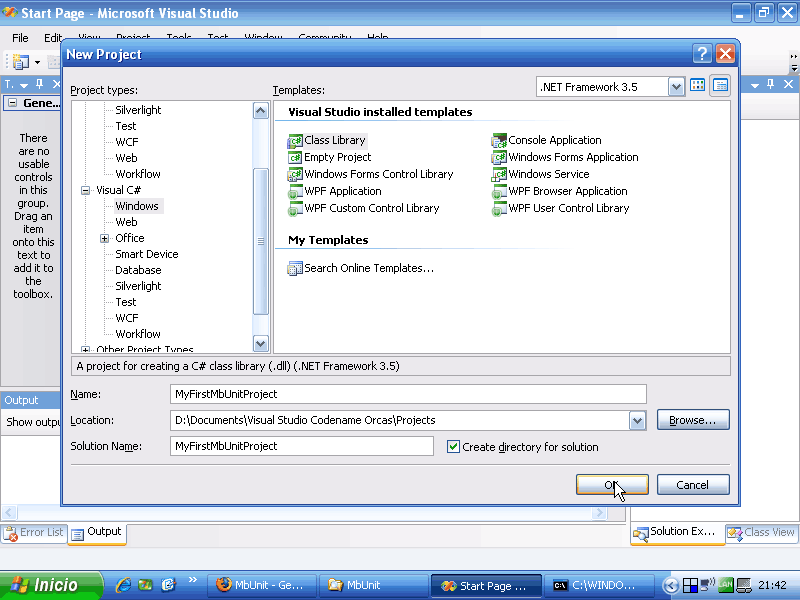 Start Page - Microsoft Visual Studio
File Edit View Project Tools Test Window Community Help
New Project
Project types:
Templates:
.NET Framework 3.5
T.
Gene...
There
are no
usable
controls
in this
group.
Drag an
item
onto this
text to
add it to
the
toolbox.
Silverlight
Test
WCF
Web
Workflow
Visual C#
Windows
Web
Office
Smart Device
Database
Silverlight
Test
WCF
Workflow
Other Project Types
Visual Studio installed templates
Class Library
Console Application
Empty Project
Windows Forms Application
Windows Forms Control Library
Windows Service
WPF Application
WPF Browser Application
WPF Custom Control Library
WPF User Control Library
My Templates
Search Online Templates...
A project for creating a C# class library (.dll) (.NET Framework 3.5)
Name:
MyFirstMbUnitProject
Location:
D:\Documents\Visual Studio Codename Orcas\Projects
Browse...
Solution Name:
MyFirstMbUnitProject
Create directory for solution
OK
Cancel
Output
Show outpu
Error List
Output
Solution Ex...
Class View
Inicio
MbUnit - Ge...
MbUnit
Start Page ...
C:\WINDO...
LAN
21:42